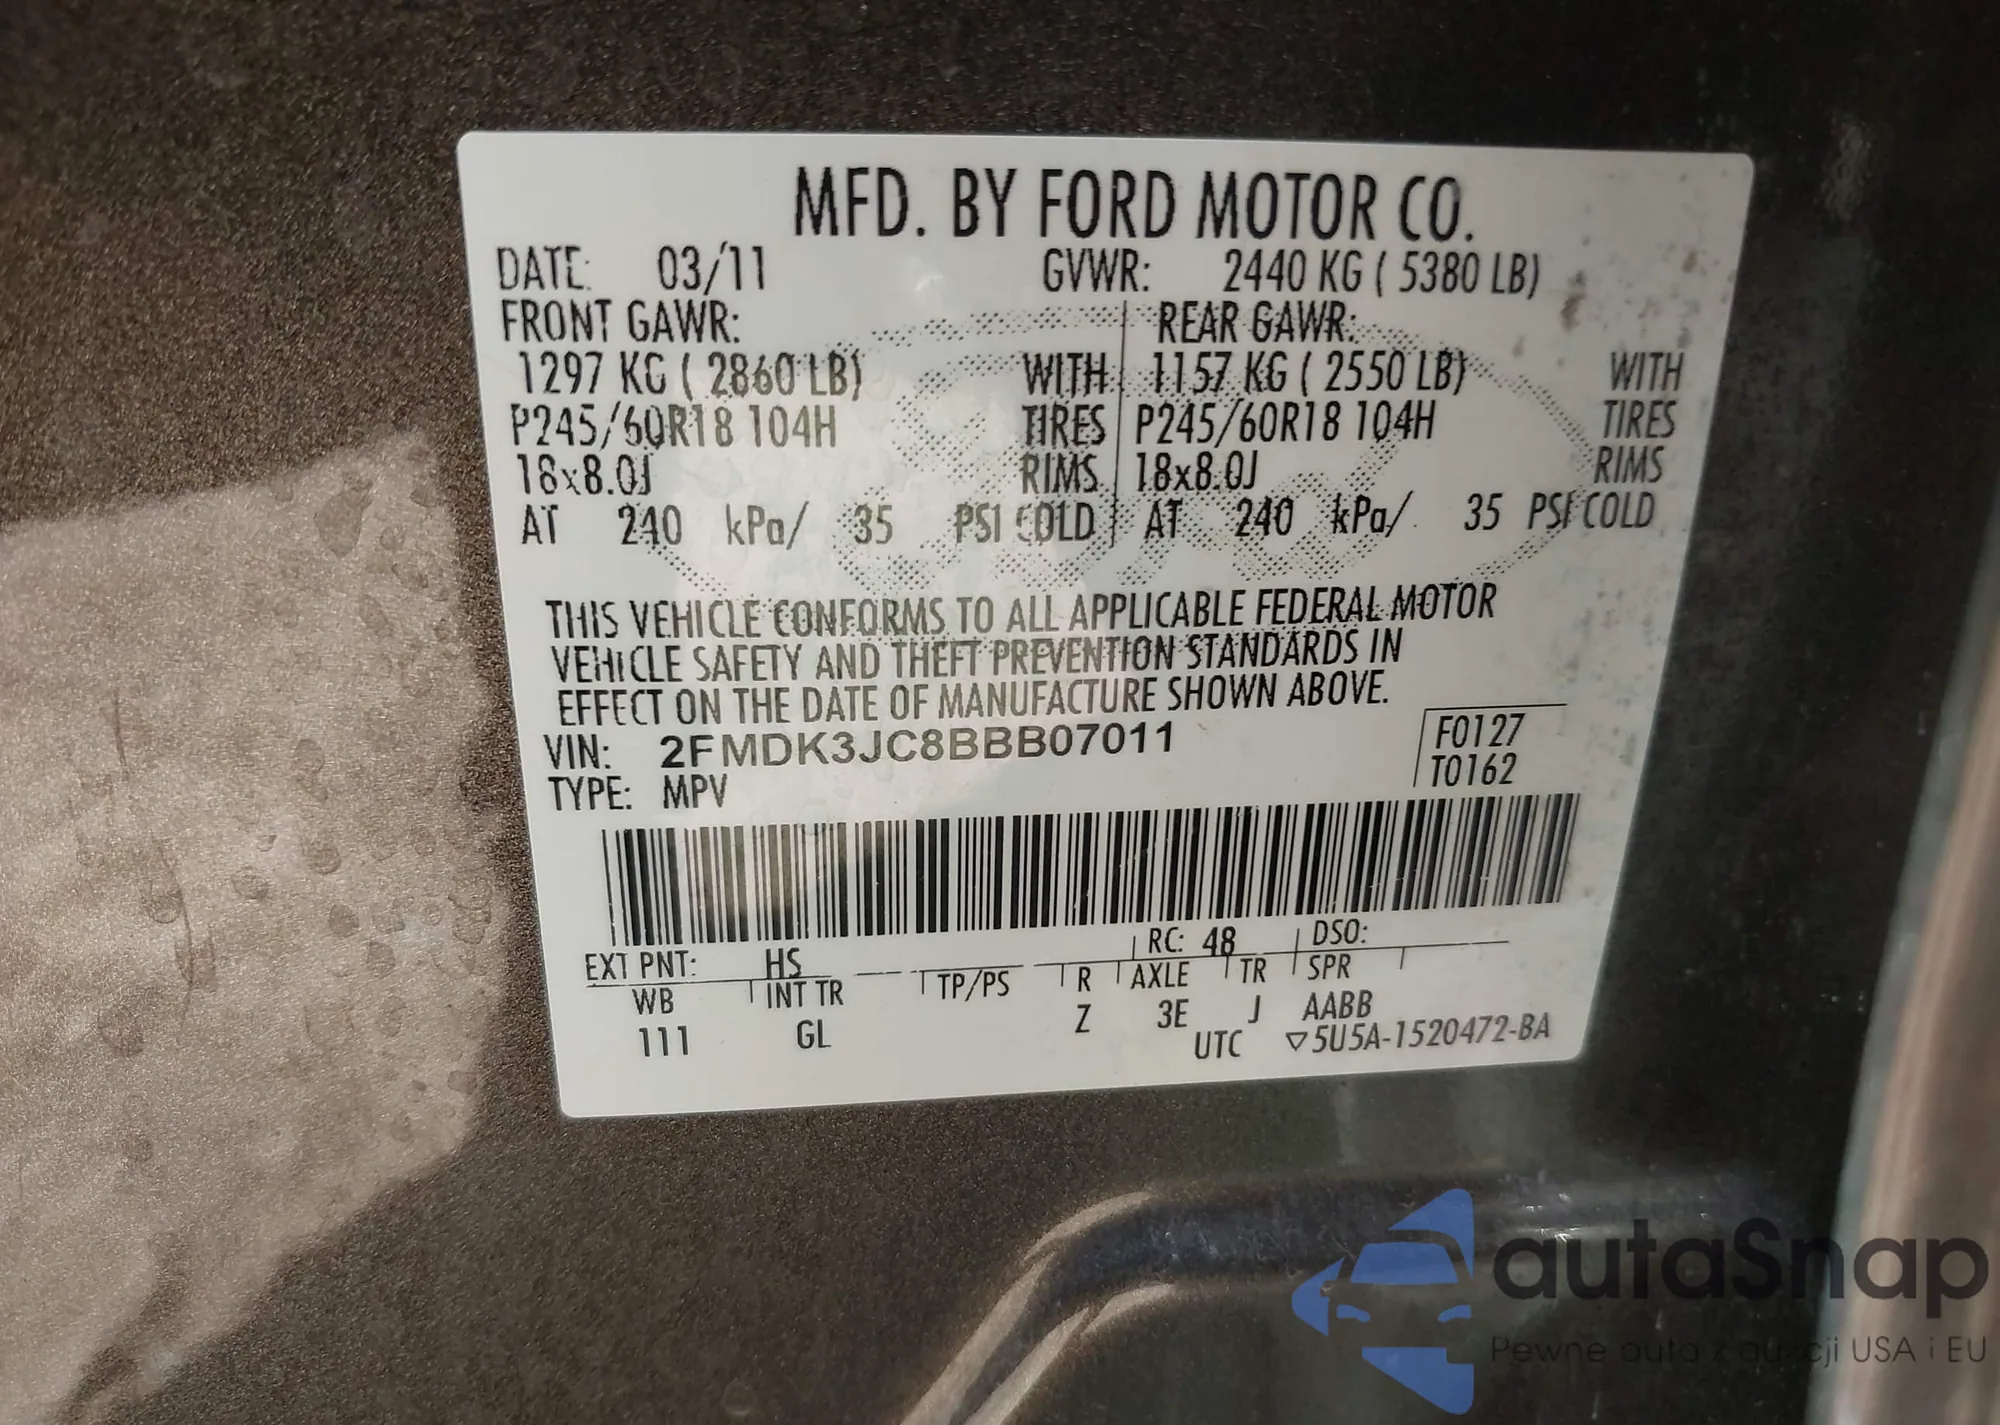 MFD. BY FORD MOTOR CO.
DATE: 03/11 GVWR: 2440 KG ( 5380 LB)
FRONT GAWR: REAR GAWR:
1297 KG ( 2860 LB) WITH 1157 KG ( 2550 LB) WITH
P245/60R18 104H TIRES P245/60R18 104H TIRES
18x8.0J RIMS 18x8.0J RIMS
AT 240 kPa/ 35 PSI COLD AT 240 kPa/ 35 PSI COLD
THIS VEHICLE CONFORMS TO ALL APPLICABLE FEDERAL MOTOR
VEHICLE SAFETY AND THEFT PREVENTION STANDARDS IN
EFFECT ON THE DATE OF MANUFACTURE SHOWN ABOVE.
VIN: 2FMDK3JC8BBB07011 F0127
TYPE: MPV T0162
EXT PNT: HS RC: 48 DSO:
WB INT TR TP/PS R AXLE TR SPR
111 GL Z 3E J AABB
UTC ▽5U5A-1520472-BA
autaSnap
Pewne auta z aukcji USA i EU